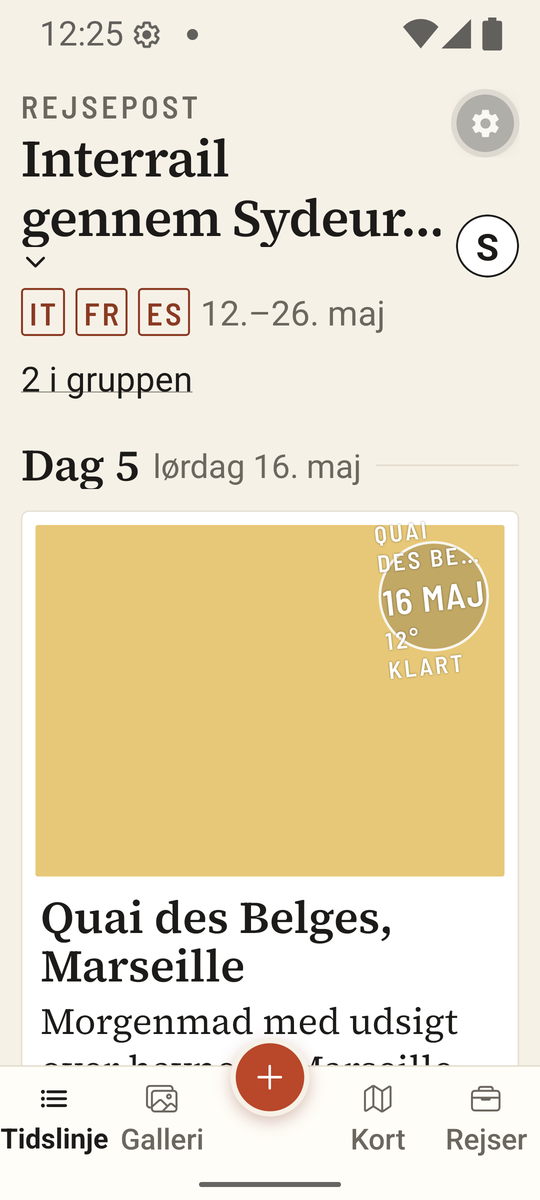 12:25
REJSEPOST
Interrail
gennem Sydeur...
S
IT FR ES 12.–26. maj
2 i gruppen
Dag 5 lørdag 16. maj
QUAI
DES BE...
16 MAJ
12°
KLART
Quai des Belges,
Marseille
Morgenmad med udsigt
Tidslinje Galleri Kort Rejser